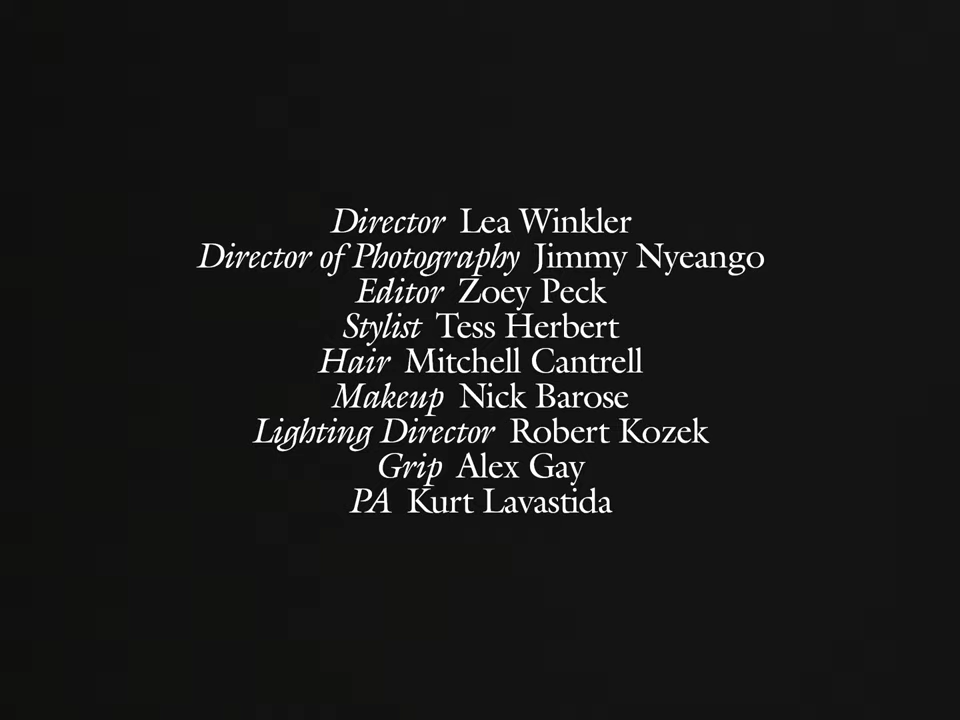 Director Lea Winkler
Director of Photography Jimmy Nyeango
Editor Zoey Peck
Stylist Tess Herbert
Hair Mitchell Cantrell
Makeup Nick Barose
Lighting Director Robert Kozek
Grip Alex Gay
PA Kurt Lavastida